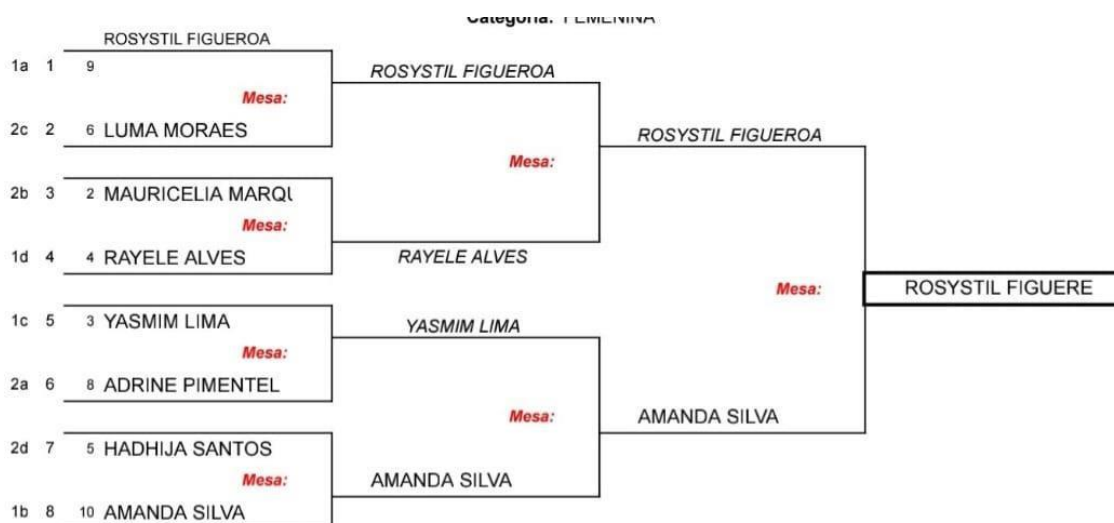 Categoria: FEMENINA
ROSYSTIL FIGUEROA
1a 1 9
ROSYSTIL FIGUEROA
Mesa:
2c 2 6 LUMA MORAES
ROSYSTIL FIGUEROA
Mesa:
2b 3 2 MAURICELIA MARQU
Mesa:
1d 4 4 RAYELE ALVES
RAYELE ALVES
Mesa:
ROSYSTIL FIGUERE
1c 5 3 YASMIM LIMA
YASMIM LIMA
Mesa:
2a 6 8 ADRINE PIMENTEL
Mesa:
AMANDA SILVA
2d 7 5 HADHIJA SANTOS
Mesa:
AMANDA SILVA
1b 8 10 AMANDA SILVA